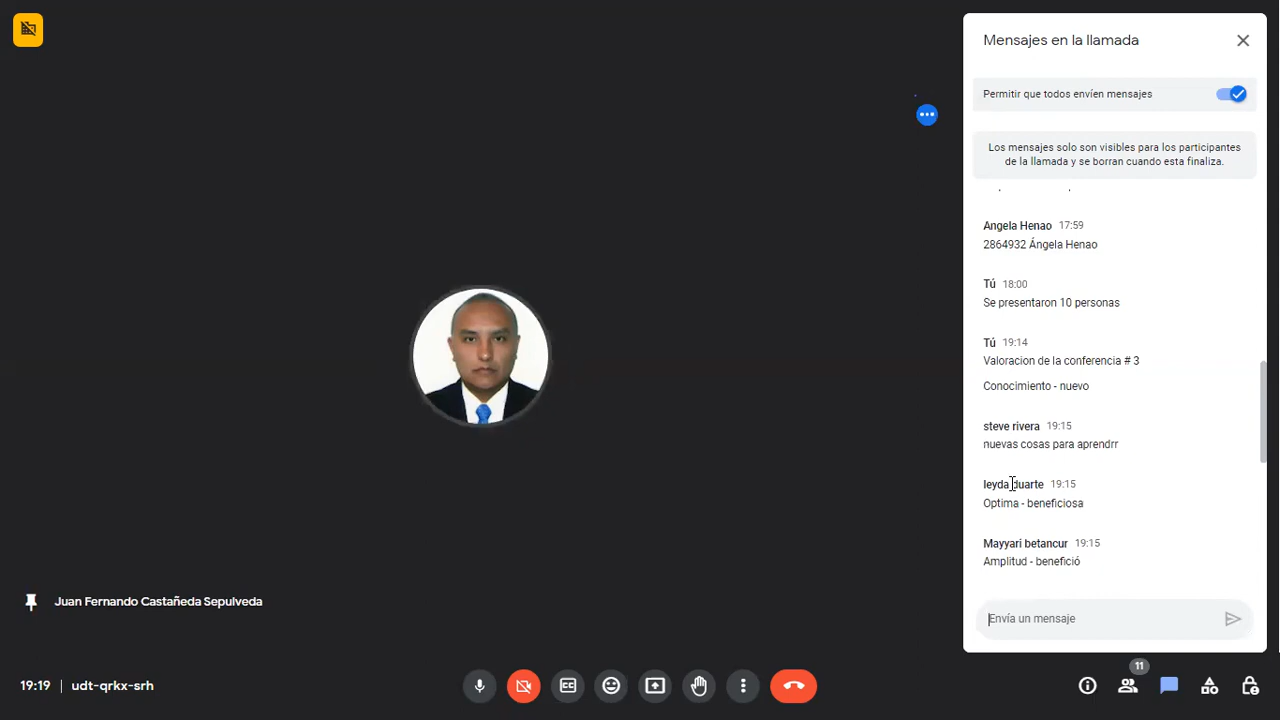 Mensajes en la llamada
Permitir que todos envíen mensajes
Los mensajes solo son visibles para los participantes
de la llamada y se borran cuando esta finaliza.
Angela Henao 17:59
2864932 Ángela Henao
Tú 18:00
Se presentaron 10 personas
Tú 19:14
Valoracion de la conferencia # 3
Conocimiento - nuevo
steve rivera 19:15
nuevas cosas para aprendrr
leyda duarte 19:15
Optima - beneficiosa
Mayyari betancur 19:15
Amplitud - benefició
Envía un mensaje
Juan Fernando Castañeda Sepulveda
19:19 | udt-qrkx-srh
11